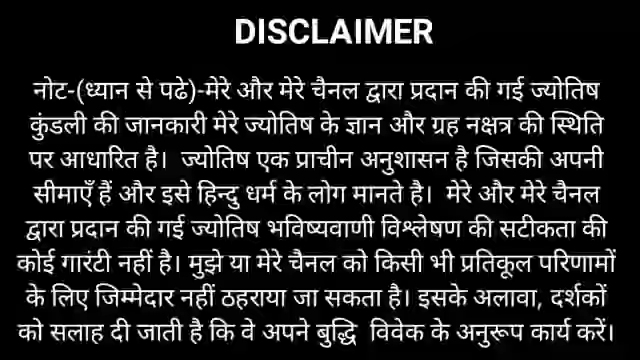 DISCLAIMER
नोट-(ध्यान से पढे)-मेरे और मेरे चैनल द्वारा प्रदान की गई ज्योतिष
कुंडली की जानकारी मेरे ज्योतिष के ज्ञान और ग्रह नक्षत्र की स्थिति
पर आधारित है। ज्योतिष एक प्राचीन अनुशासन है जिसकी अपनी
सीमाएँ हैं और इसे हिन्दु धर्म के लोग मानते है। मेरे और मेरे चैनल
द्वारा प्रदान की गई ज्योतिष भविष्यवाणी विश्लेषण की सटीकता की
कोई गारंटी नहीं है। मुझे या मेरे चैनल को किसी भी प्रतिकूल परिणामों
के लिए जिम्मेदार नहीं ठहराया जा सकता है। इसके अलावा, दर्शकों
को सलाह दी जाती है कि वे अपने बुद्धि विवेक के अनुरूप कार्य करें।